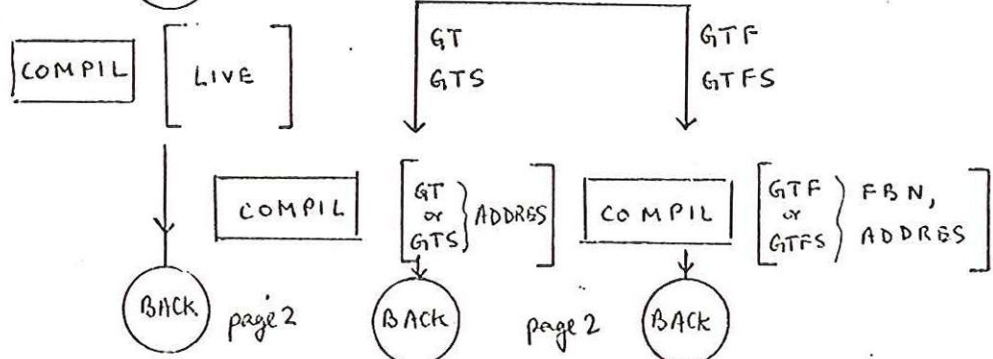 COMPIL
LIVE
BACK
page 2
GT
GTS
COMPIL
GT
or
GTS
ADDRES
BACK
page 2
GTF
GTFS
COMPIL
GTF
or
GTFS
FBN,
ADDRES
BACK